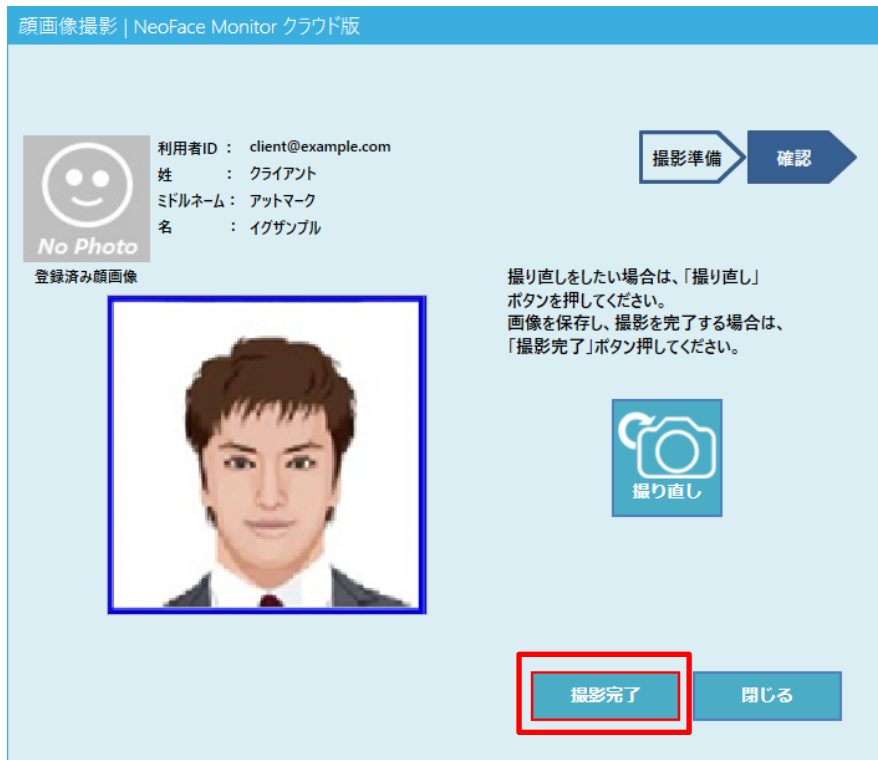 顔画像撮影 | NeoFace Monitor クラウド版
利用者ID : client@example.com
姓 : クライアント
ミドルネーム : アットマーク
名 : イグザンプル
No Photo
登録済み顔画像
撮影準備
確認
撮り直しをしたい場合は、「撮り直し」
ボタンを押してください。
画像を保存し、撮影を完了する場合は、
「撮影完了」ボタン押してください。
撮り直し
撮影完了
閉じる